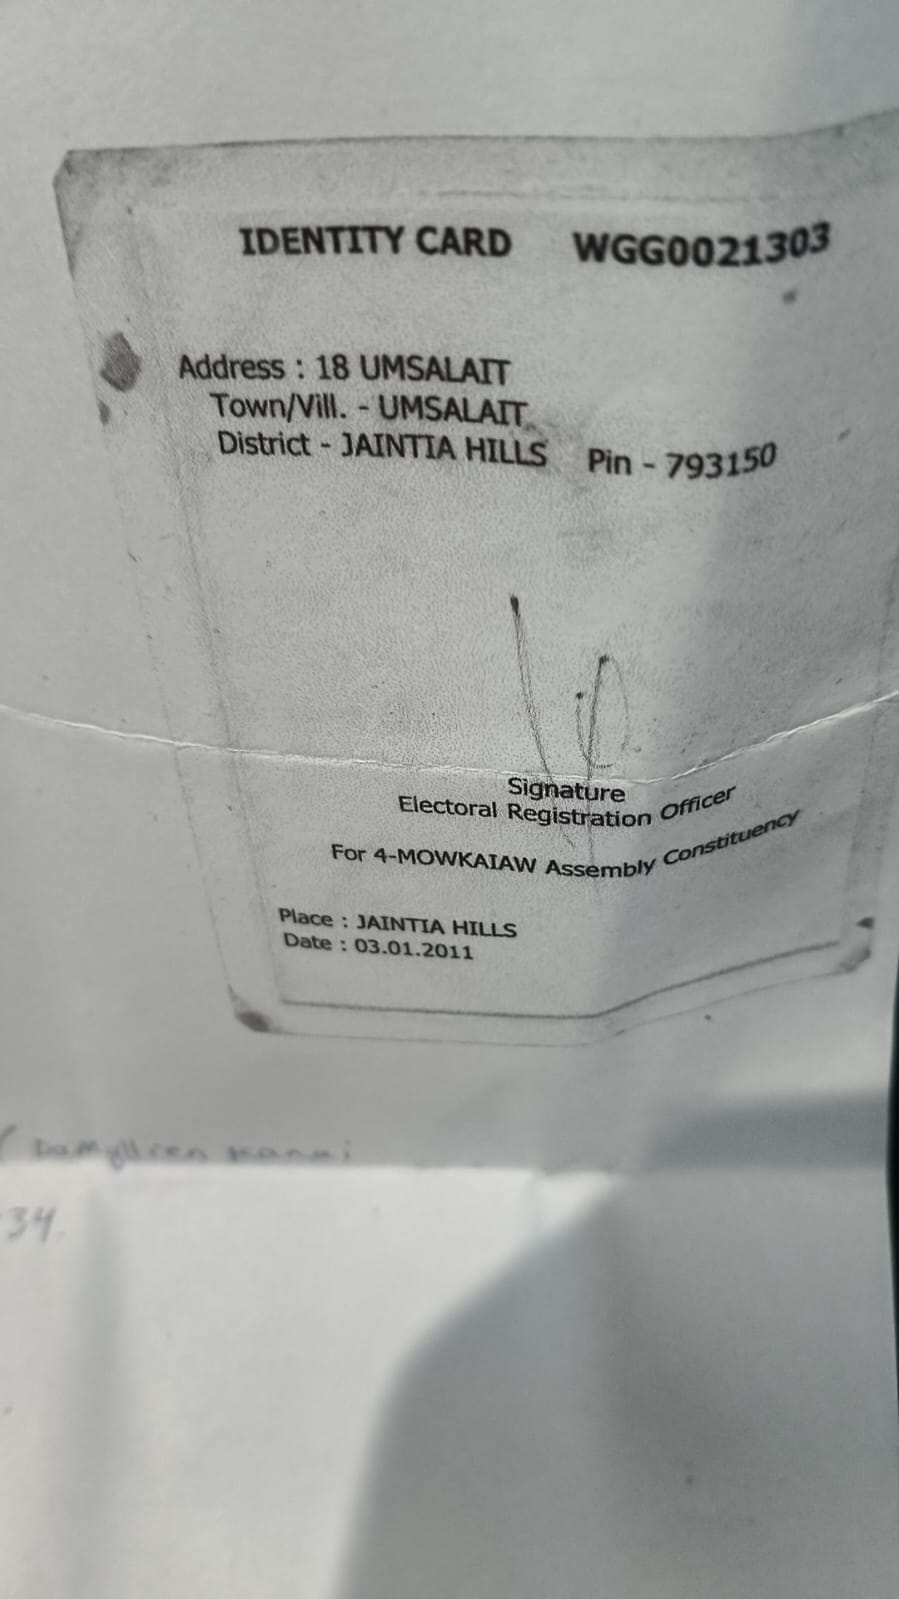 IDENTITY CARD WGG0021303
Address : 18 UMSALAIT
Town/Vill. - UMSALAIT
District - JAINTIA HILLS Pin - 793150
Signature
Electoral Registration Officer
For 4-MOWKAIAW Assembly Constituency
Place : JAINTIA HILLS
Date : 03.01.2011
34